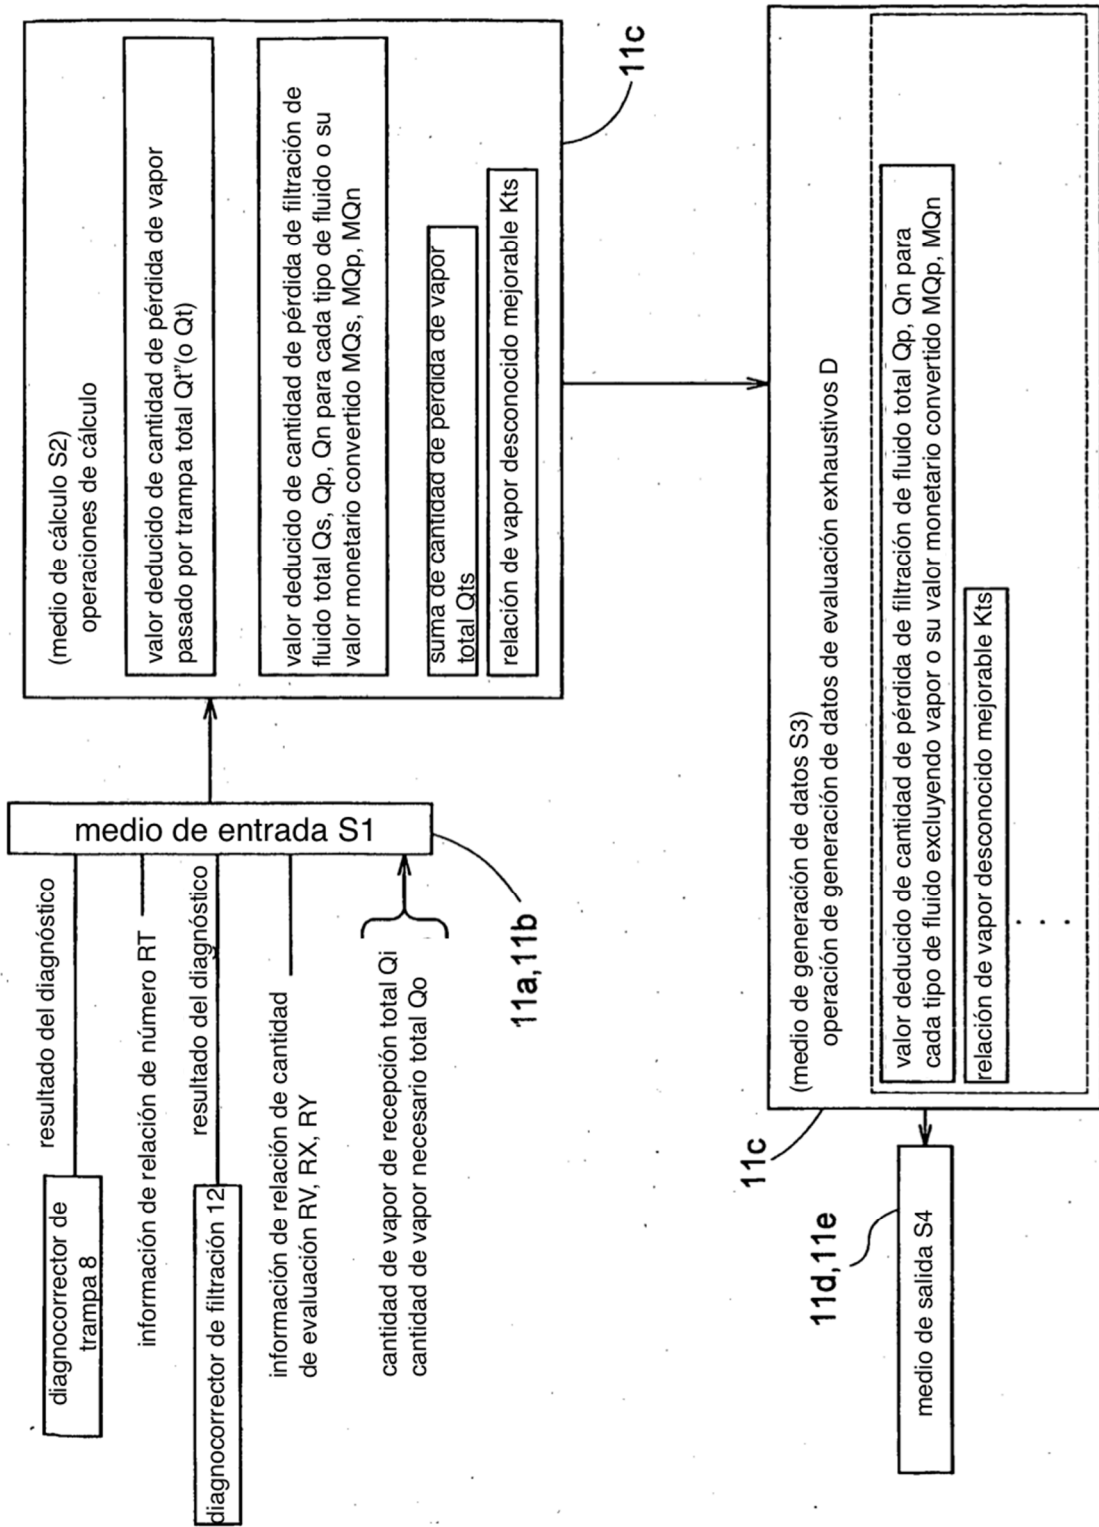 diagnocorrector de
trampa 8
resultado del diagnóstico
información de relación de número RT
diagnocorrector de filtración 12
resultado del diagnóstico
información de relación de cantidad
de evaluación RV, RX, RY
cantidad de vapor de recepción total Qi
cantidad de vapor necesario total Qo
medio de entrada S1
11a,11b
(medio de cálculo S2)
operaciones de cálculo
valor deducido de cantidad de pérdida de vapor
pasado por trampa total Qt"(o Qt)
valor deducido de cantidad de pérdida de filtración de
fluido total Qs, Qp, Qn para cada tipo de fluido o su
valor monetario convertido MQs, MQp, MQn
suma de cantidad de perdida de vapor
total Qts
relación de vapor desconocido mejorable Kts
11c
(medio de generación de datos S3)
operación de generación de datos de evaluación exhaustivos D
valor deducido de cantidad de pérdida de filtración de fluido total Qp, Qn para
cada tipo de fluido excluyendo vapor o su valor monetario convertido MQp, MQn
relación de vapor desconocido mejorable Kts
. . .
11c
medio de salida S4
11d,11e